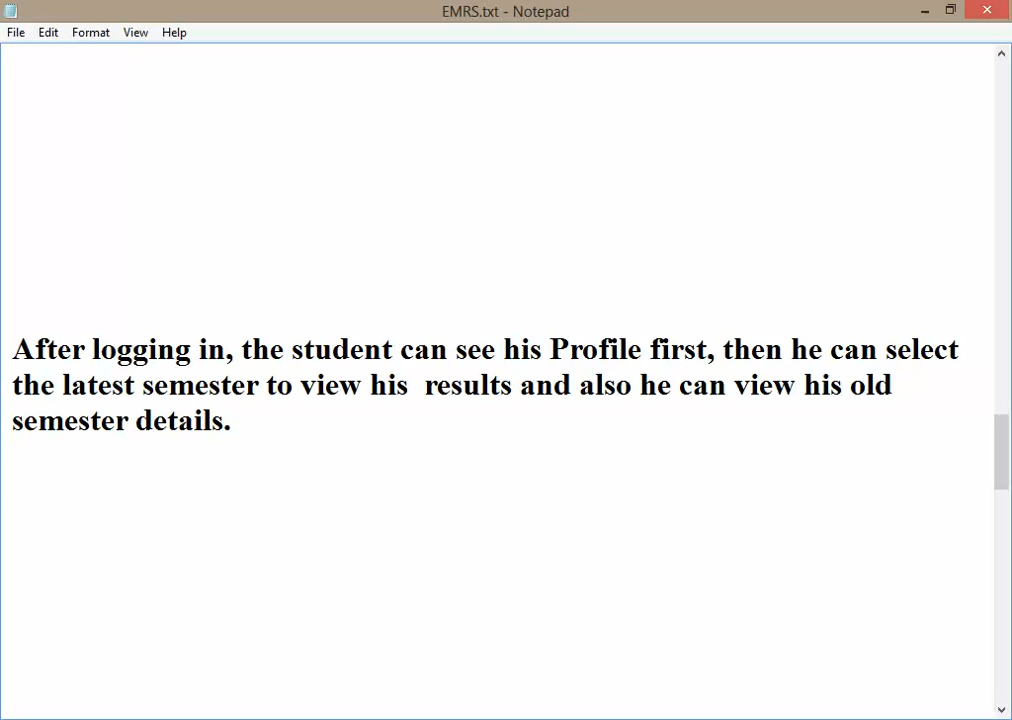 EMRS.txt - Notepad
File Edit Format View Help
After logging in, the student can see his Profile first, then he can select
the latest semester to view his  results and also he can view his old
semester details.